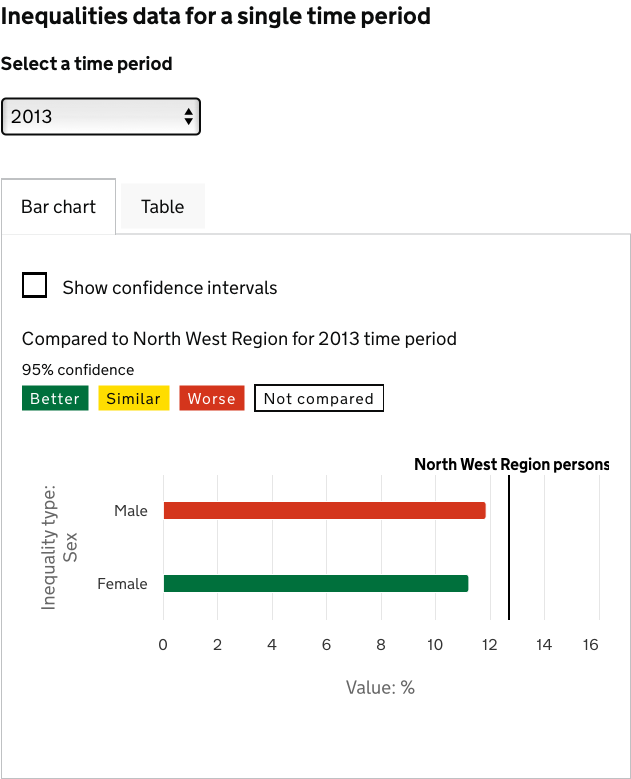 Inequalities data for a single time period
Select a time period
2013
Bar chart
Table
Show confidence intervals
Compared to North West Region for 2013 time period
95% confidence
Better
Similar
Worse
Not compared
North West Region persons
Inequality type:
Sex
Male
Female
0 2 4 6 8 10 12 14 16
Value: %